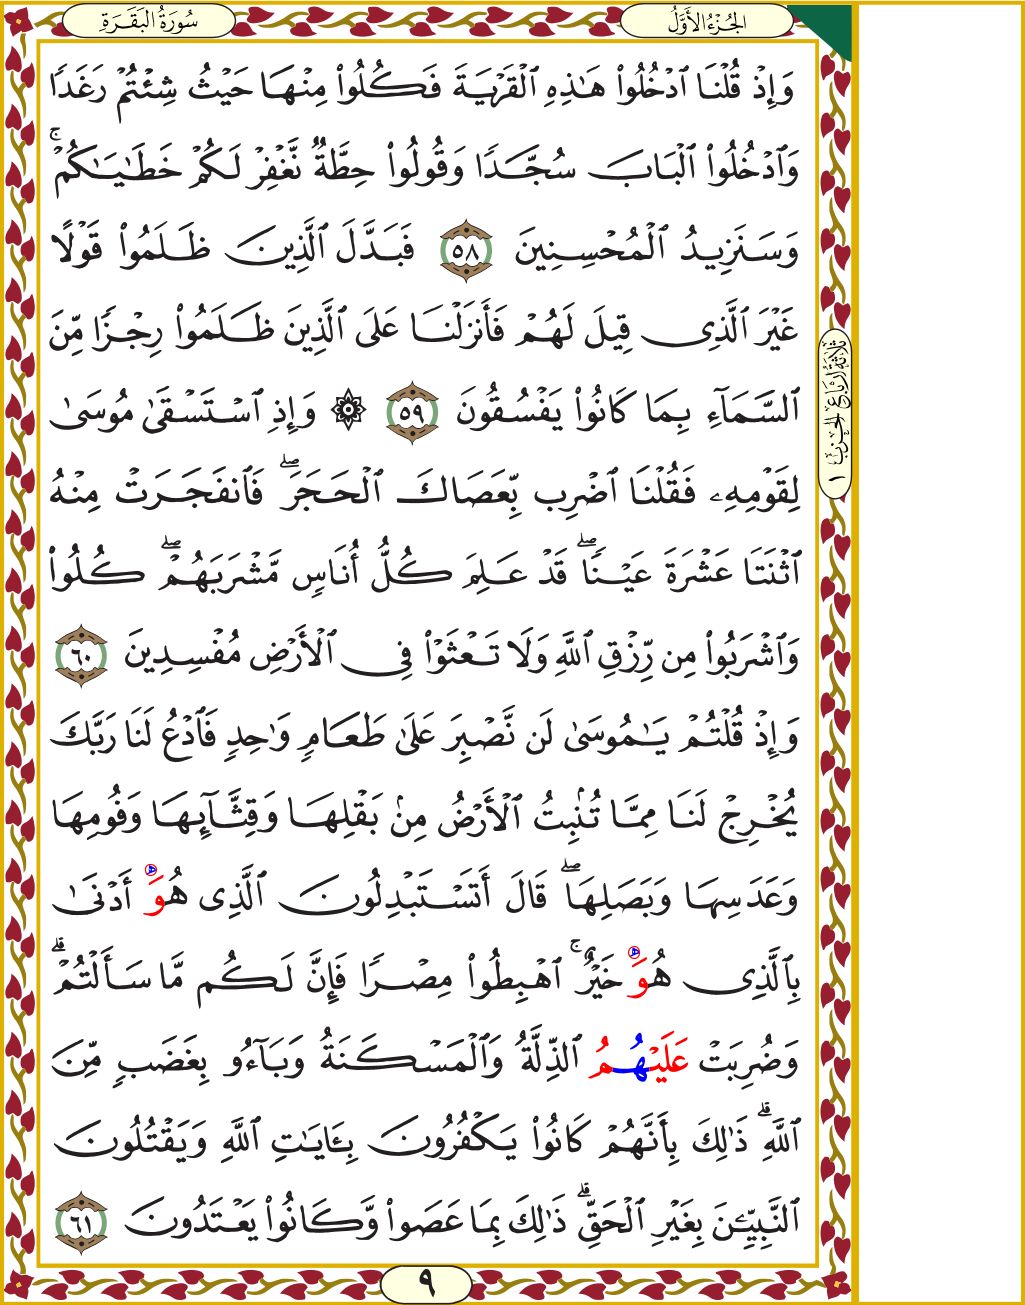 سُورَةُ البَقَرَةِ
الجُزْءُ الأَوَّلُ
وَإِذْ قُلْنَا ٱدْخُلُواْ هَٰذِهِ ٱلْقَرْيَةَ فَكُلُواْ مِنْهَا حَيْثُ شِئْتُمْ رَغَدٗا
وَٱدْخُلُواْ ٱلْبَابَ سُجَّدٗا وَقُولُواْ حِطَّةٞ نَّغْفِرْ لَكُمْ خَطَٰيَٰكُمْۚ
وَسَنَزِيدُ ٱلْمُحْسِنِينَ ٥٨ فَبَدَّلَ ٱلَّذِينَ ظَلَمُواْ قَوْلًا
غَيْرَ ٱلَّذِى قِيلَ لَهُمْ فَأَنزَلْنَا عَلَى ٱلَّذِينَ ظَلَمُواْ رِجْزٗا مِّنَ
ٱلسَّمَآءِ بِمَا كَانُواْ يَفْسُقُونَ ٥٩ ۞ وَإِذِ ٱسْتَسْقَىٰ مُوسَىٰ
لِقَوْمِهِۦ فَقُلْنَا ٱضْرِب بِّعَصَاكَ ٱلْحَجَرَۖ فَٱنفَجَرَتْ مِنْهُ
ٱثْنَتَا عَشْرَةَ عَيْنٗاۖ قَدْ عَلِمَ كُلُّ أُنَاسٖ مَّشْرَبَهُمْۖ كُلُواْ
وَٱشْرَبُواْ مِن رِّزْقِ ٱللَّهِ وَلَا تَعْثَوْاْ فِى ٱلْأَرْضِ مُفْسِدِينَ ٦٠
وَإِذْ قُلْتُمْ يَٰمُوسَىٰ لَن نَّصْبِرَ عَلَىٰ طَعَامٖ وَٰحِدٖ فَٱدْعُ لَنَا رَبَّكَ
يُخْرِجْ لَنَا مِمَّا تُنۢبِتُ ٱلْأَرْضُ مِنۢ بَقْلِهَا وَقِثَّآئِهَا وَفُومِهَا
وَعَدَسِهَا وَبَصَلِهَاۖ قَالَ أَتَسْتَبْدِلُونَ ٱلَّذِى هُوَ أَدْنَىٰ
بِٱلَّذِى هُوَ خَيْرٌۚ ٱهْبِطُواْ مِصْرٗا فَإِنَّ لَكُم مَّا سَأَلْتُمْۗ
وَضُرِبَتْ عَلَيْهُمُ ٱلذِّلَّةُ وَٱلْمَسْكَنَةُ وَبَآءُو بِغَضَبٖ مِّنَ
ٱللَّهِۗ ذَٰلِكَ بِأَنَّهُمْ كَانُواْ يَكْفُرُونَ بِـَٔايَٰتِ ٱللَّهِ وَيَقْتُلُونَ
ٱلنَّبِيِّـۧنَ بِغَيْرِ ٱلْحَقِّۗ ذَٰلِكَ بِمَا عَصَواْ وَّكَانُواْ يَعْتَدُونَ ٦١
ثَلَاثَةُ أَرْبَاعِ الحِزْبِ ١
٩